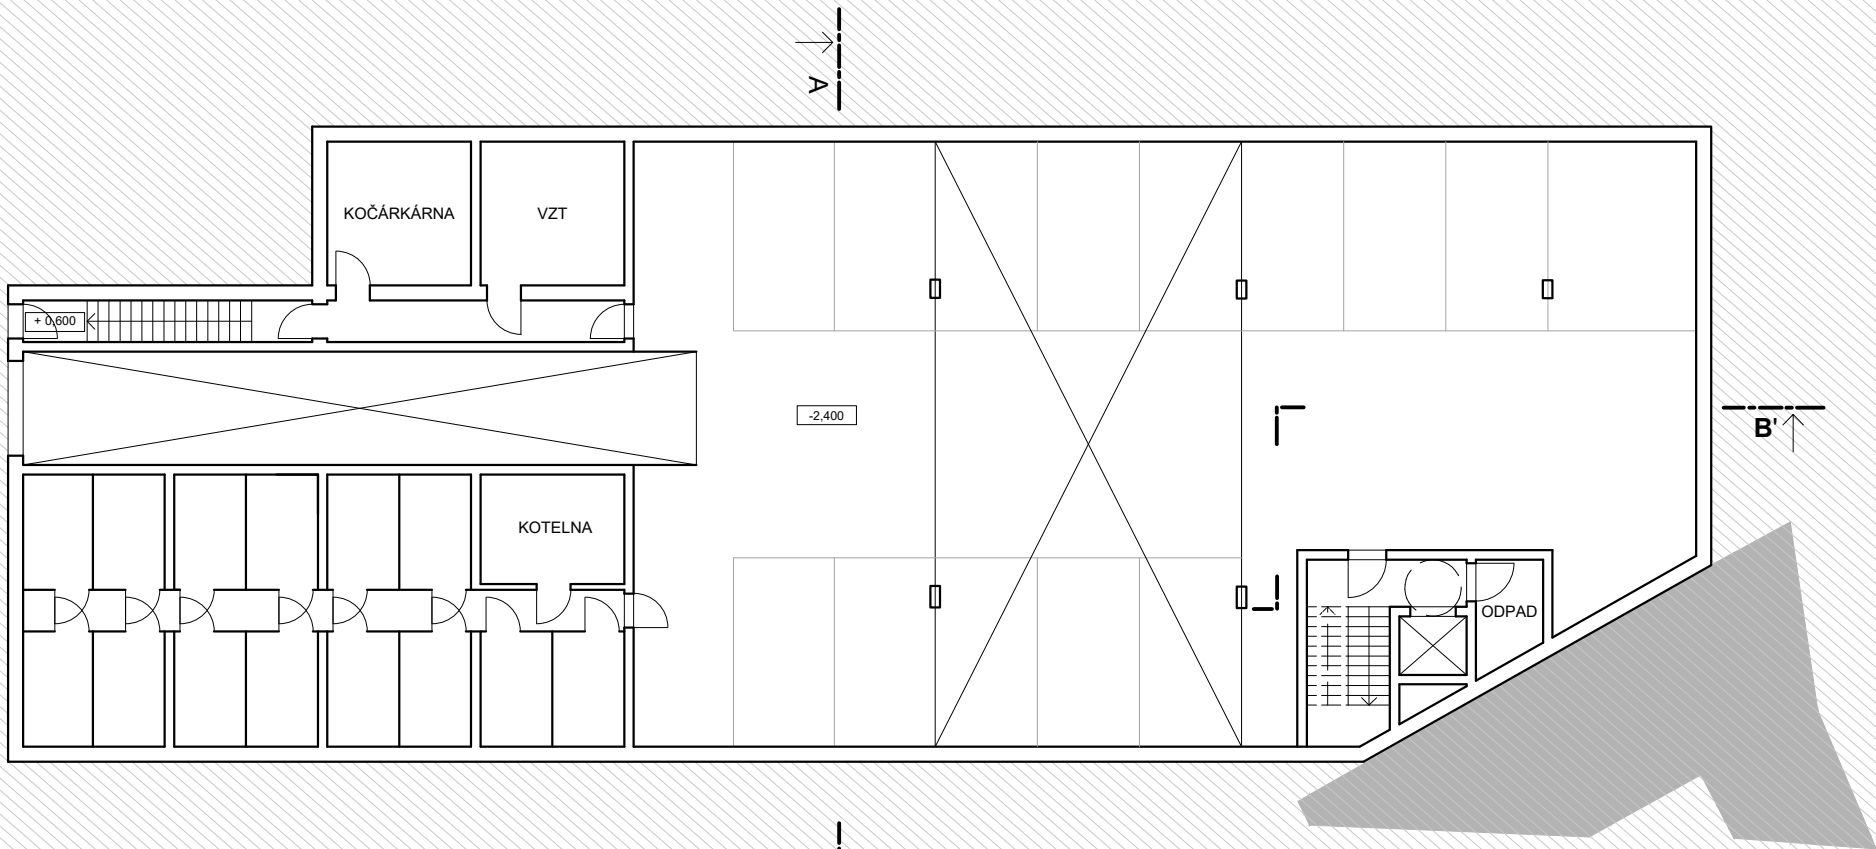 A
KOČÁRKÁRNA
VZT
+ 0,600
-2,400
B'
KOTELNA
ODPAD